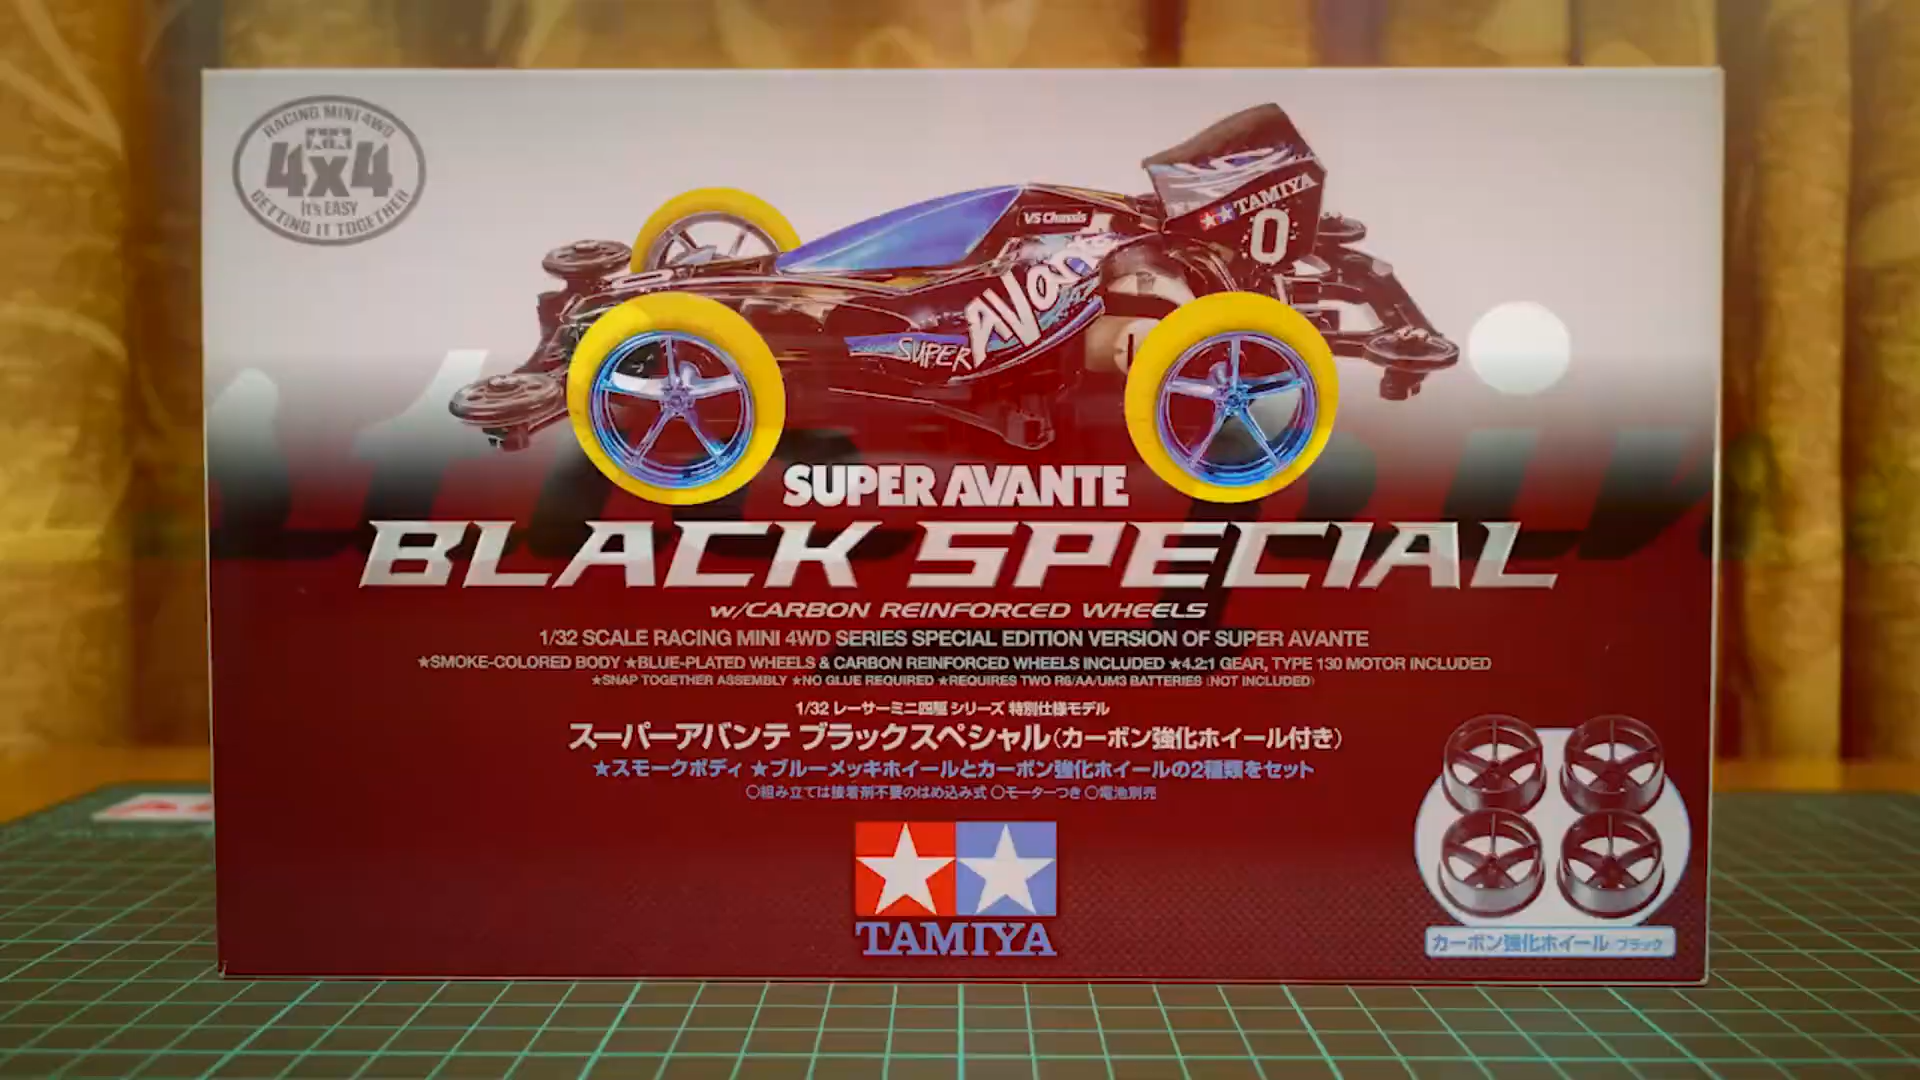 RACING MINI 4WD
4x4
It's EASY
GETTING IT TOGETHER
VS Chassis
TAMIYA
0
SUPER AVante
SUPER AVANTE
BLACK SPECIAL
w/CARBON REINFORCED WHEELS
1/32 SCALE RACING MINI 4WD SERIES SPECIAL EDITION VERSION OF SUPER AVANTE
★SMOKE-COLORED BODY ★BLUE-PLATED WHEELS & CARBON REINFORCED WHEELS INCLUDED ★4.2:1 GEAR, TYPE 130 MOTOR INCLUDED
★SNAP TOGETHER ASSEMBLY ★NO GLUE REQUIRED ★REQUIRES TWO R6/AA/UM3 BATTERIES (NOT INCLUDED)
1/32 レーサーミニ四駆 シリーズ 特別仕様モデル
スーパーアバンテ ブラックスペシャル(カーボン強化ホイール付き)
★スモークボディ ★ブルーメッキホイールとカーボン強化ホイールの2種類をセット
○組み立ては接着剤不要のはめ込み式 ○モーターつき ○電池別売
TAMIYA
カーボン強化ホイール ブラック